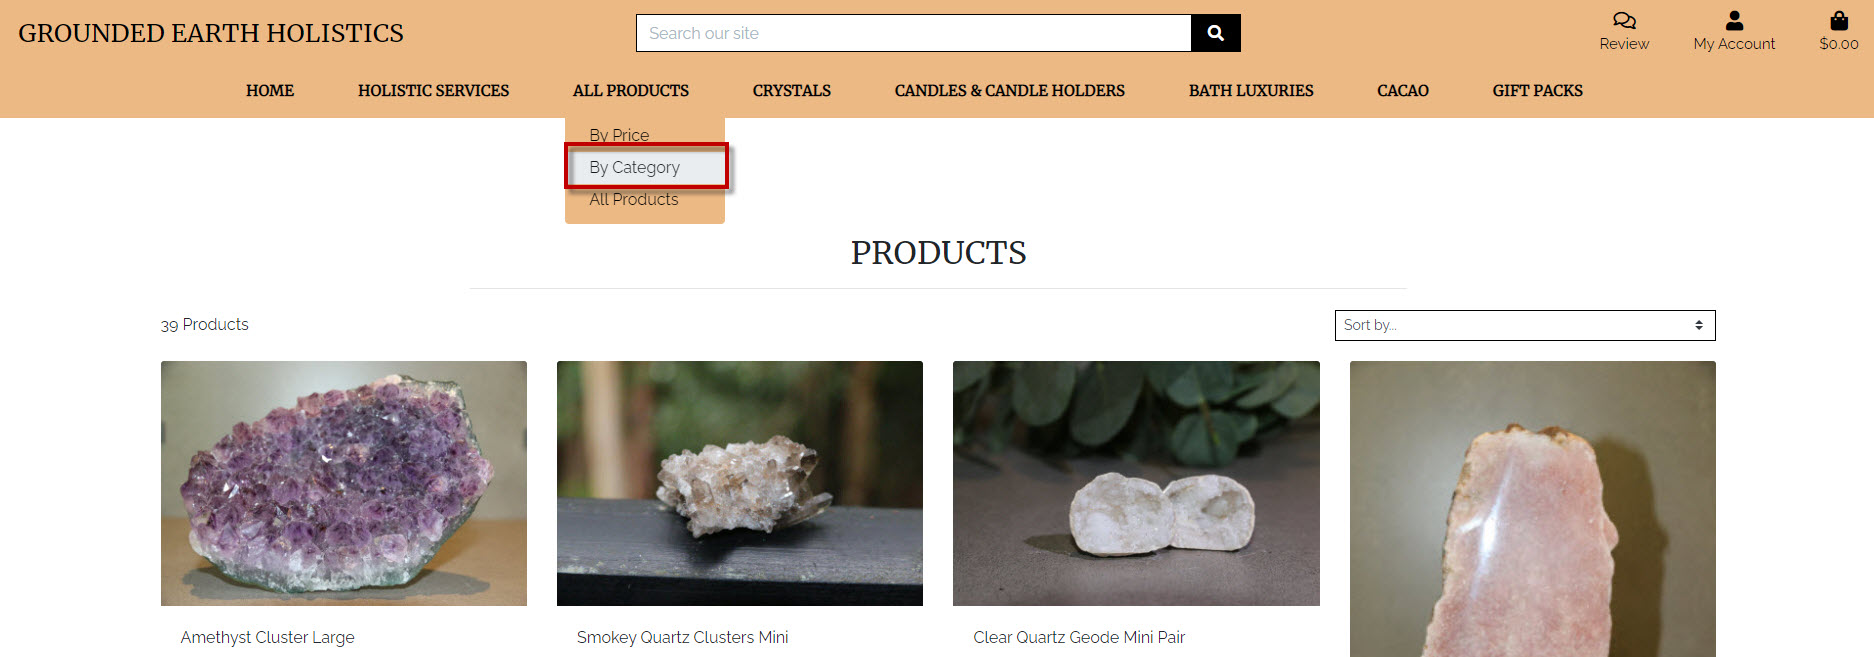 GROUNDED EARTH HOLISTICS
Search our site
Review
My Account
$0.00
HOME HOLISTIC SERVICES ALL PRODUCTS CRYSTALS CANDLES & CANDLE HOLDERS BATH LUXURIES CACAO GIFT PACKS
By Price
By Category
All Products
PRODUCTS
39 Products
Sort by...
Amethyst Cluster Large
Smokey Quartz Clusters Mini
Clear Quartz Geode Mini Pair